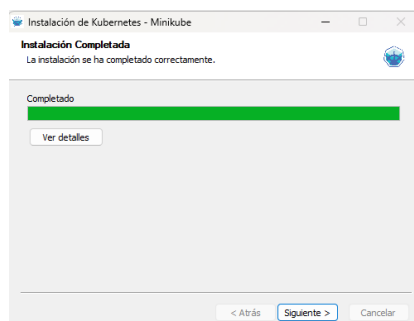 Instalación de Kubernetes - Minikube
Instalación Completada
La instalación se ha completado correctamente.
Completado
Ver detalles
< Atrás Siguiente > Cancelar